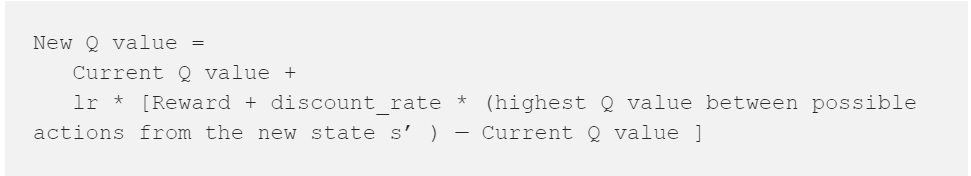 New Q value =
Current Q value +
lr * [Reward + discount_rate * (highest Q value between possible
actions from the new state s’ ) — Current Q value ]